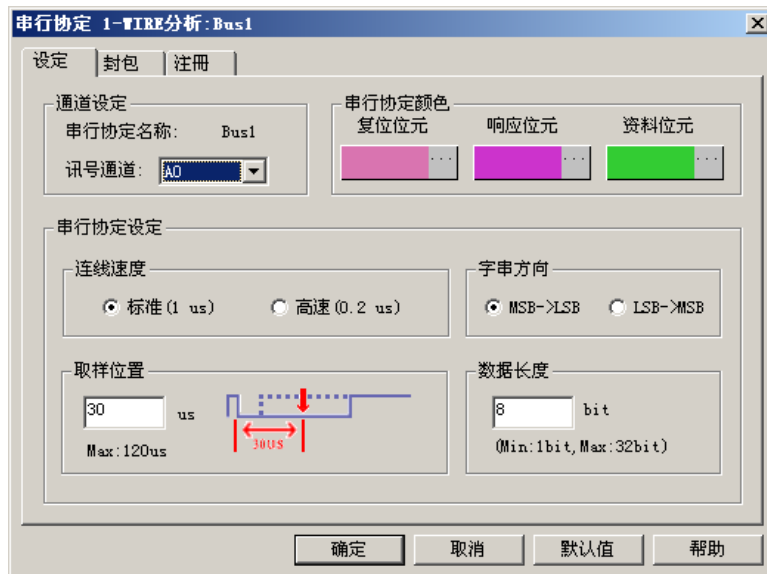 串行协定 1-WIRE分析:Bus1
设定 封包 注册
通道设定
串行协定名称: Bus1
讯号通道: A0
串行协定颜色
复位位元 响应位元 资料位元
... ... ...
串行协定设定
连线速度
标准(1 us) 高速(0.2 us)
字串方向
MSB->LSB LSB->MSB
取样位置
30 us
Max:120us
30US
数据长度
8 bit
(Min:1bit,Max:32bit)
确定 取消 默认值 帮助